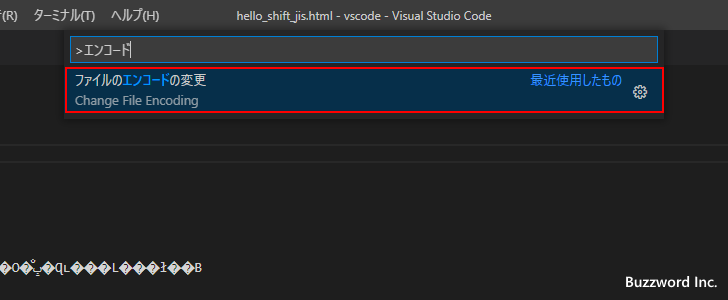 (R) ターミナル(T) ヘルプ(H) hello_shift_jis.html - vscode - Visual Studio Code
>エンコード
ファイルのエンコードの変更 最近使用したもの
Change File Encoding
Buzzword Inc.